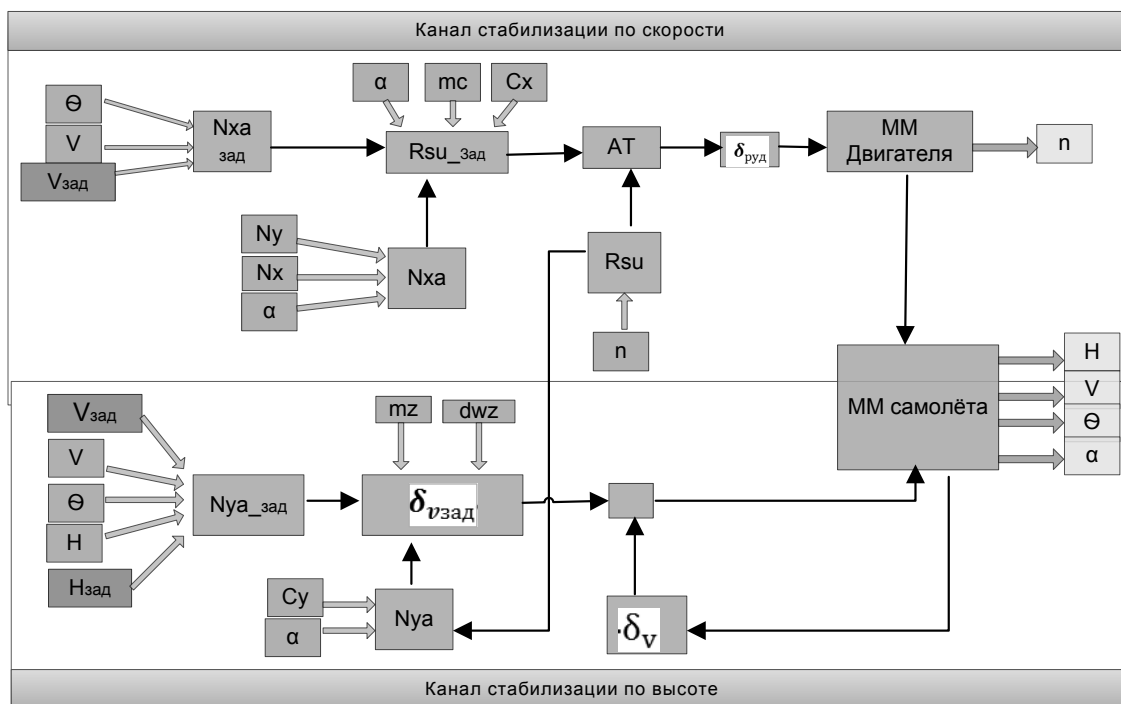 Канал стабилизации по скорости
α
mc
Cx
Ө
V
Vзад
Nxa
зад
Rsu_Зад
АТ
δруд
ММ
Двигателя
n
Ny
Nx
α
Nxa
Rsu
n
H
V
Ө
α
ММ самолёта
Vзад
V
Ө
H
Hзад
mz
dwz
Nya_зад
δvзад
Cy
α
Nya
δv
Канал стабилизации по высоте